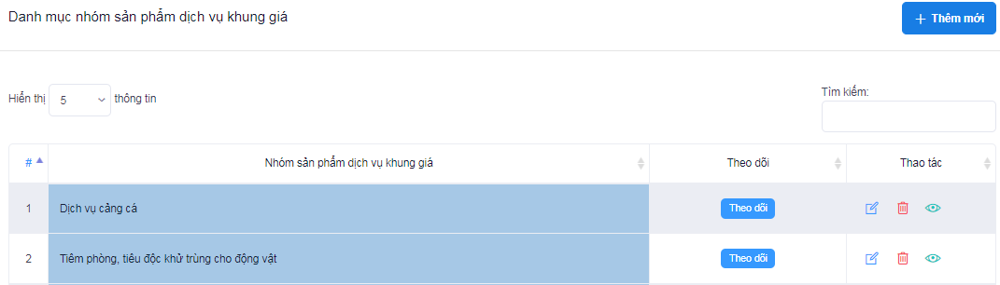 Danh mục nhóm sản phẩm dịch vụ khung giá
+ Thêm mới
Hiển thị 5 thông tin
Tìm kiếm:
# Nhóm sản phẩm dịch vụ khung giá Theo dõi Thao tác
1 Dịch vụ cảng cá Theo dõi
2 Tiêm phòng, tiêu độc khử trùng cho động vật Theo dõi